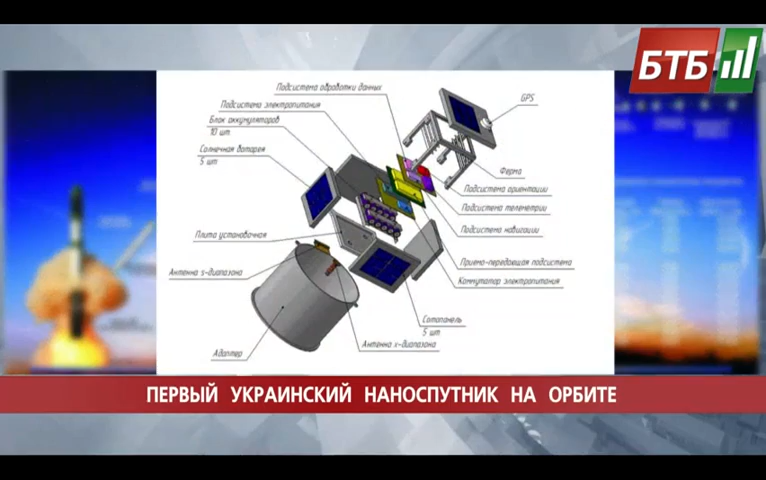 БТБ
Подсистема обработки данных
Подсистема электропитания
Блок аккумуляторов
10 шт
Солнечная батарея
5 шт
GPS
Ферма
Подсистема ориентации
Подсистема телеметрии
Подсистема навигации
Плита установочная
Приемо-передающая подсистема
Антенна s-диапазона
Коммутатор электропитания
Сотопанель
5 шт
Антенна x-диапазона
Адаптер
ПЕРВЫЙ УКРАИНСКИЙ НАНОСПУТНИК НА ОРБИТЕ